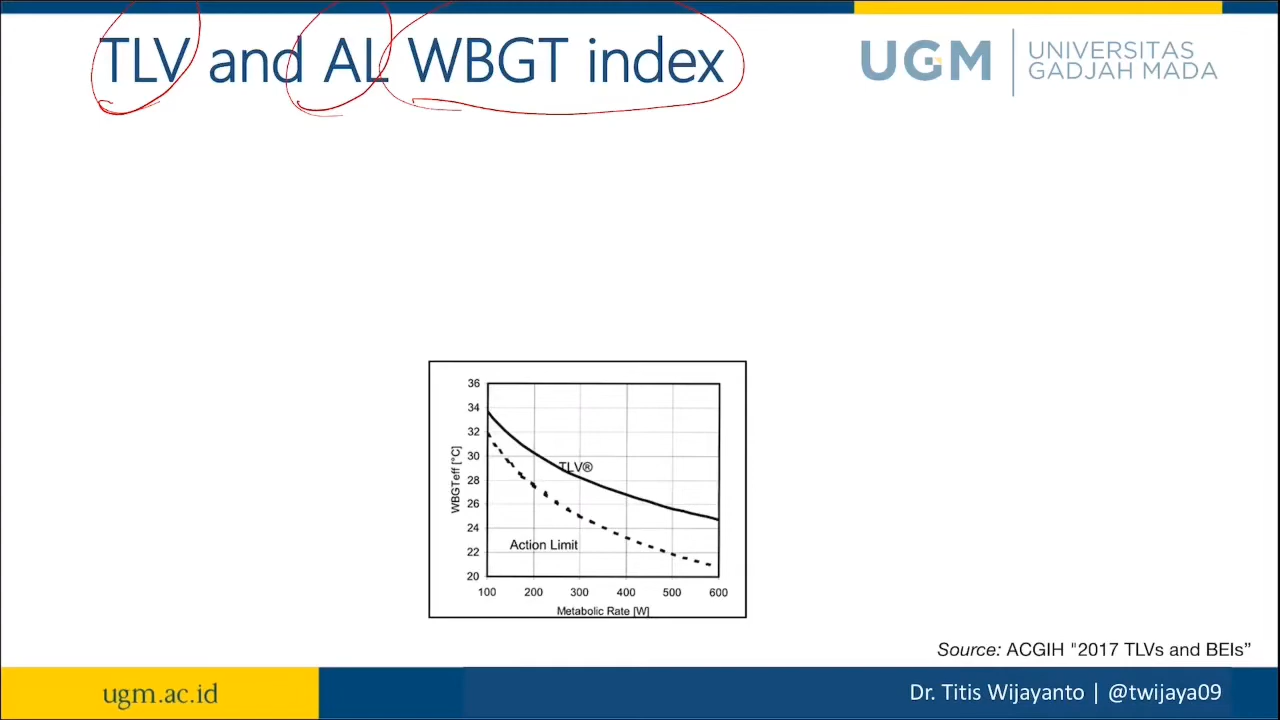 TLV and AL WBGT index
UGM
UNIVERSITAS
GADJAH MADA
36
34
32
30
28
26
24
22
20
WBGTeff [°C]
TLV®
Action Limit
100 200 300 400 500 600
Metabolic Rate [W]
Source: ACGIH "2017 TLVs and BEIs”
ugm.ac.id
Dr. Titis Wijayanto | @twijaya09